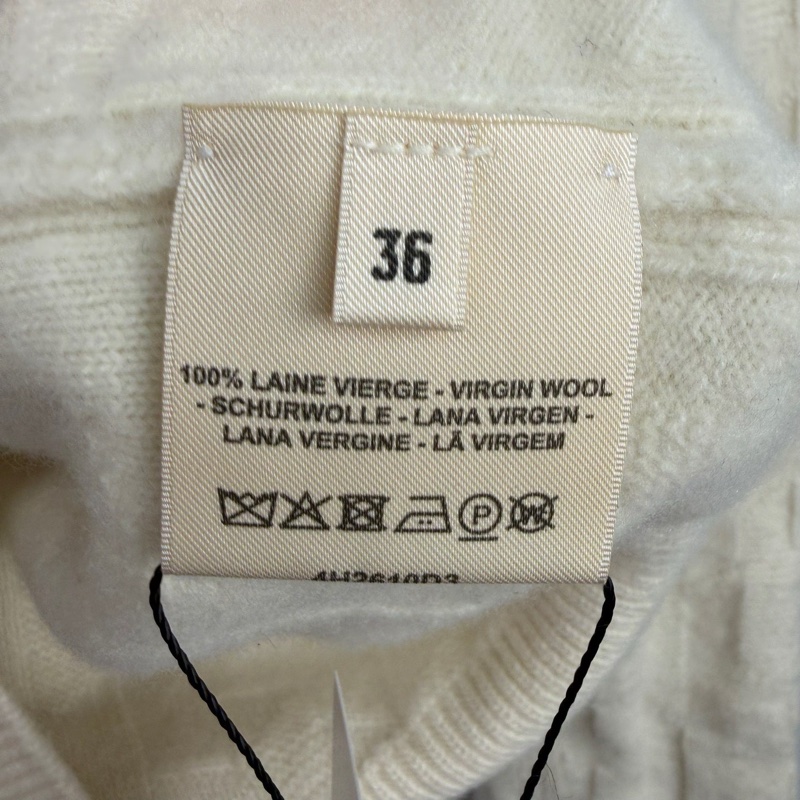 36
100% LAINE VIERGE - VIRGIN WOOL
- SCHURWOLLE - LANA VIRGEN -
LANA VERGINE - LÃ VIRGEM
P
W